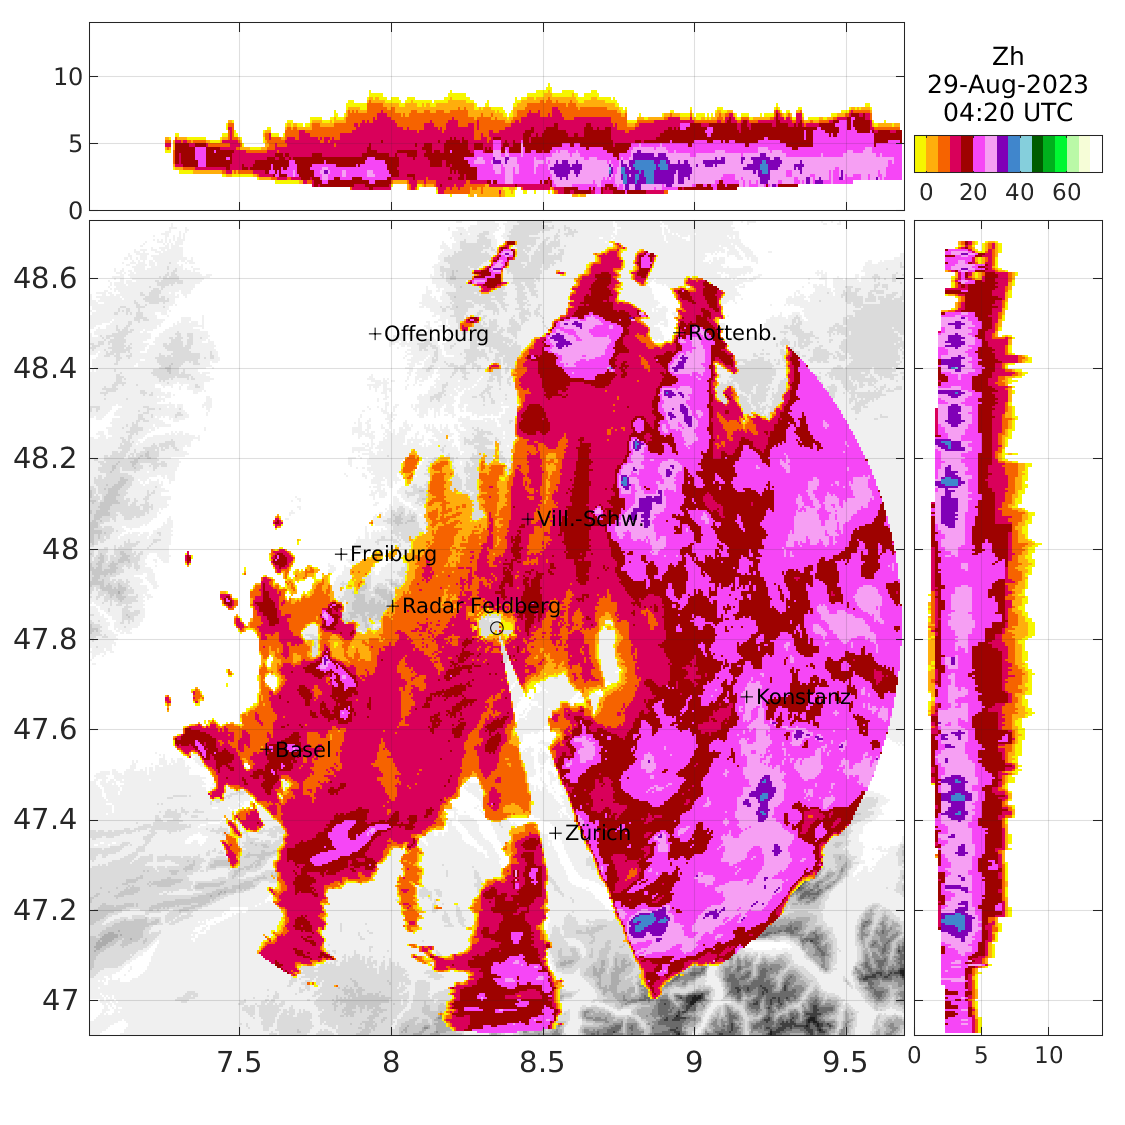 10
5
0
Zh
29-Aug-2023
04:20 UTC
0 20 40 60
48.6
48.4
48.2
48
47.8
47.6
47.4
47.2
47
+Offenburg
+Rottenb.
+Vill.-Schw.
+Freiburg
+Radar Feldberg
+Konstanz
+Basel
+Zürich
7.5 8 8.5 9 9.5
0 5 10